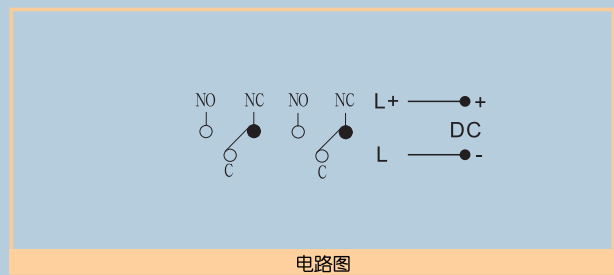 NO NC NO NC L+ +
DC
L -
C C
电路图